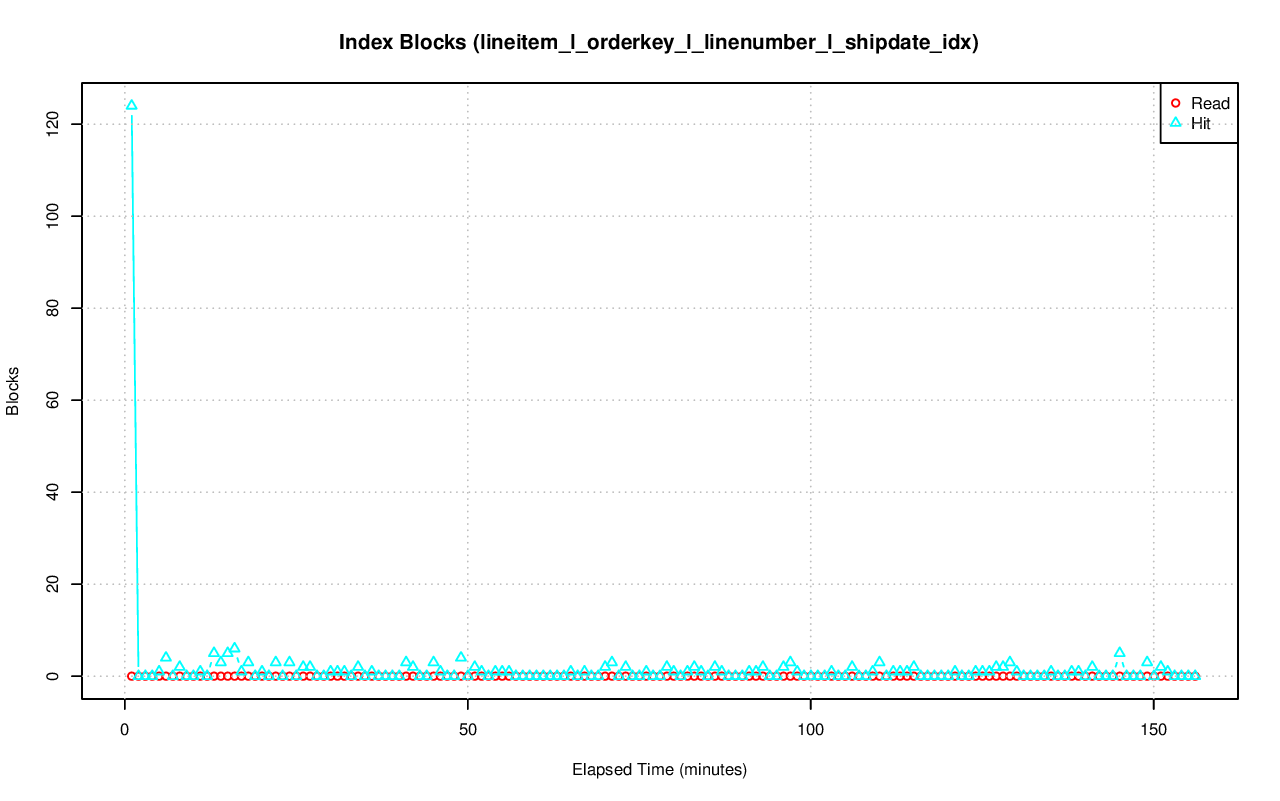 Index Blocks (lineitem_l_orderkey_l_linenumber_l_shipdate_idx)
Read
Hit
120
100
80
60
40
20
0
Blocks
0 50 100 150
Elapsed Time (minutes)